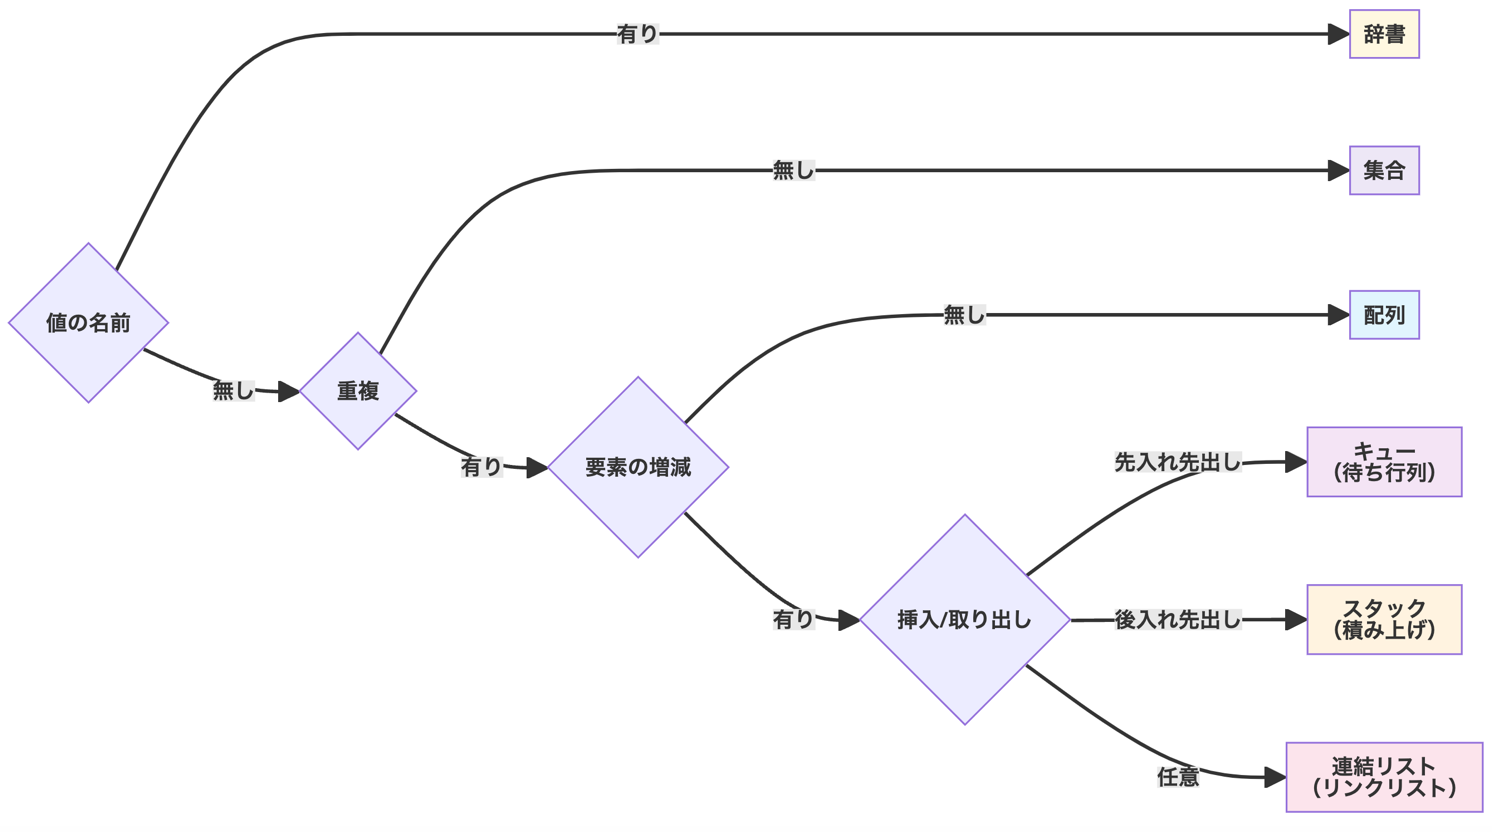 有り
辞書
無し
集合
値の名前
無し
重複
無し
配列
有り
要素の増減
先入れ先出し
キュー
（待ち行列）
有り
挿入/取り出し
後入れ先出し
スタック
（積み上げ）
任意
連結リスト
（リンクリスト）